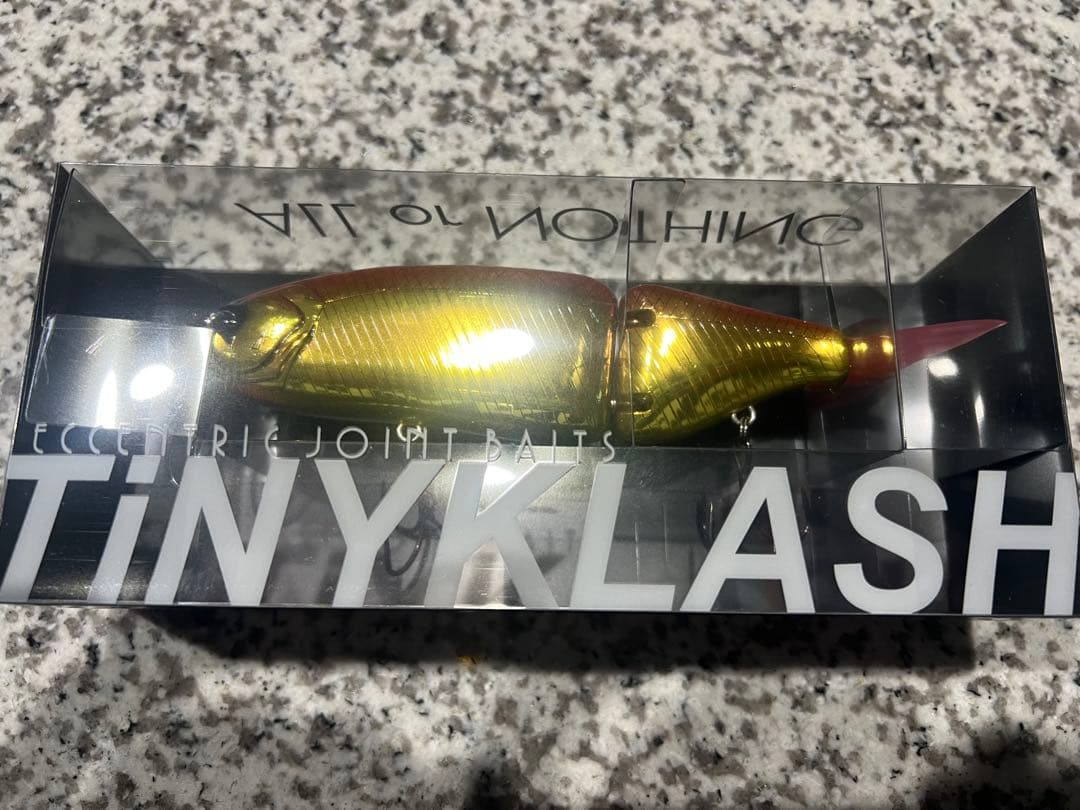 ALL or NOTHING
ECCENTRIC JOINT BAITS
TiNYKLASH